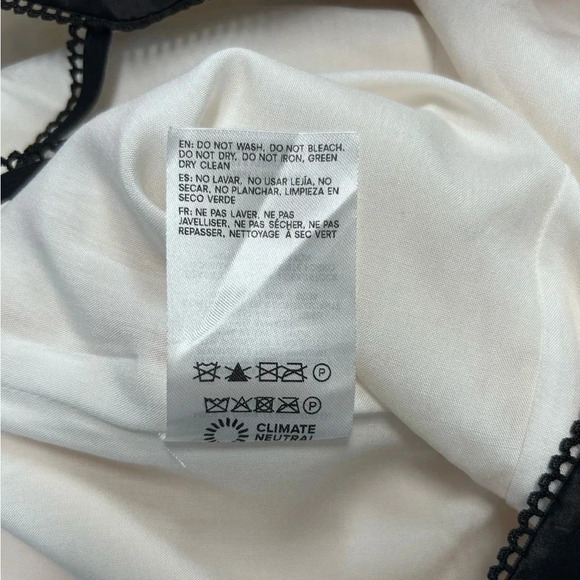 EN: DO NOT WASH, DO NOT BLEACH,
DO NOT DRY, DO NOT IRON, GREEN
DRY CLEAN
ES: NO LAVAR, NO USAR LEJÍA, NO
SECAR, NO PLANCHAR, LIMPIEZA EN
SECO VERDE
FR: NE PAS LAVER, NE PAS
JAVELLISER, NE PAS SÉCHER, NE PAS
REPASSER, NETTOYAGE À SEC VERT
P
P
CLIMATE
NEUTRAL